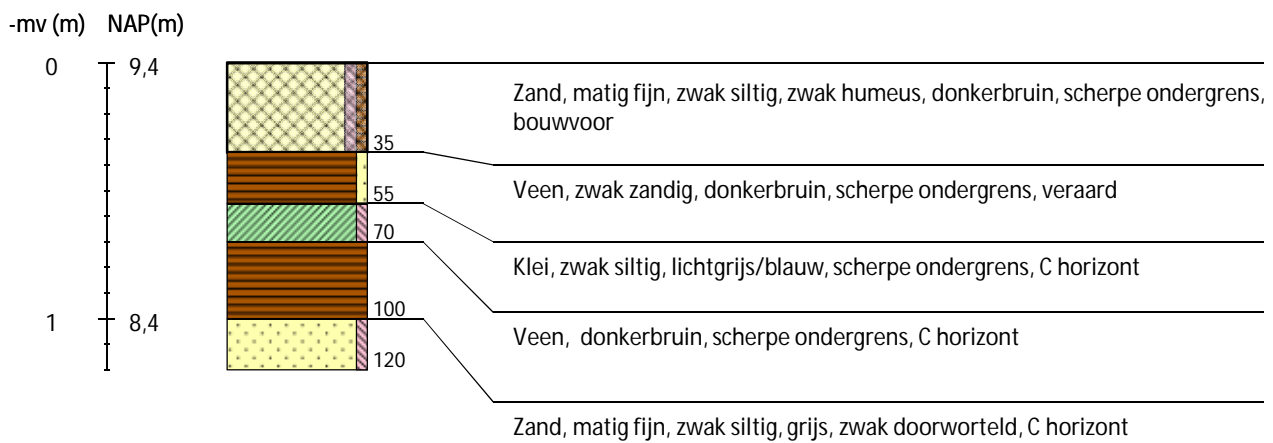 -mv (m) NAP(m)
0 9,4
Zand, matig fijn, zwak siltig, zwak humeus, donkerbruin, scherpe ondergrens,
bouwvoor
35
Veen, zwak zandig, donkerbruin, scherpe ondergrens, veraard
55
Klei, zwak siltig, lichtgrijs/blauw, scherpe ondergrens, C horizont
70
Veen, donkerbruin, scherpe ondergrens, C horizont
100
1 8,4
120
Zand, matig fijn, zwak siltig, grijs, zwak doorworteld, C horizont